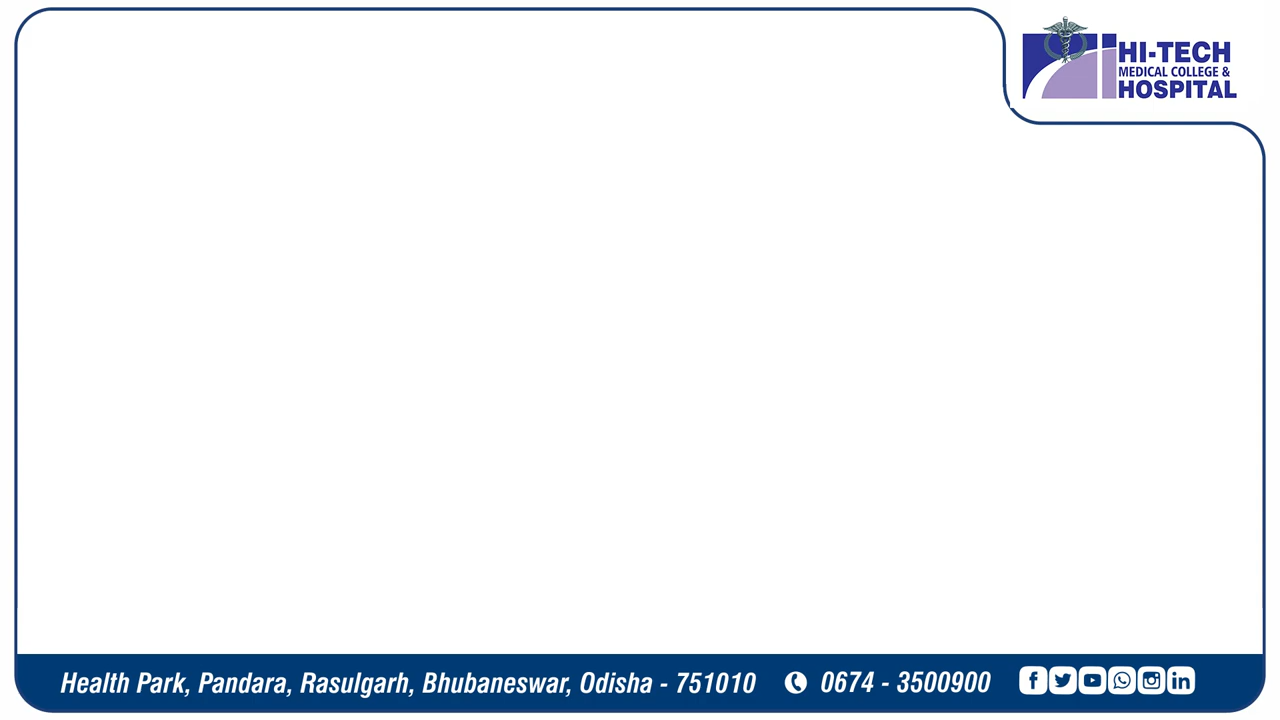 HI-TECH
MEDICAL COLLEGE &
HOSPITAL
Health Park, Pandara, Rasulgarh, Bhubaneswar, Odisha - 751010 0674 - 3500900